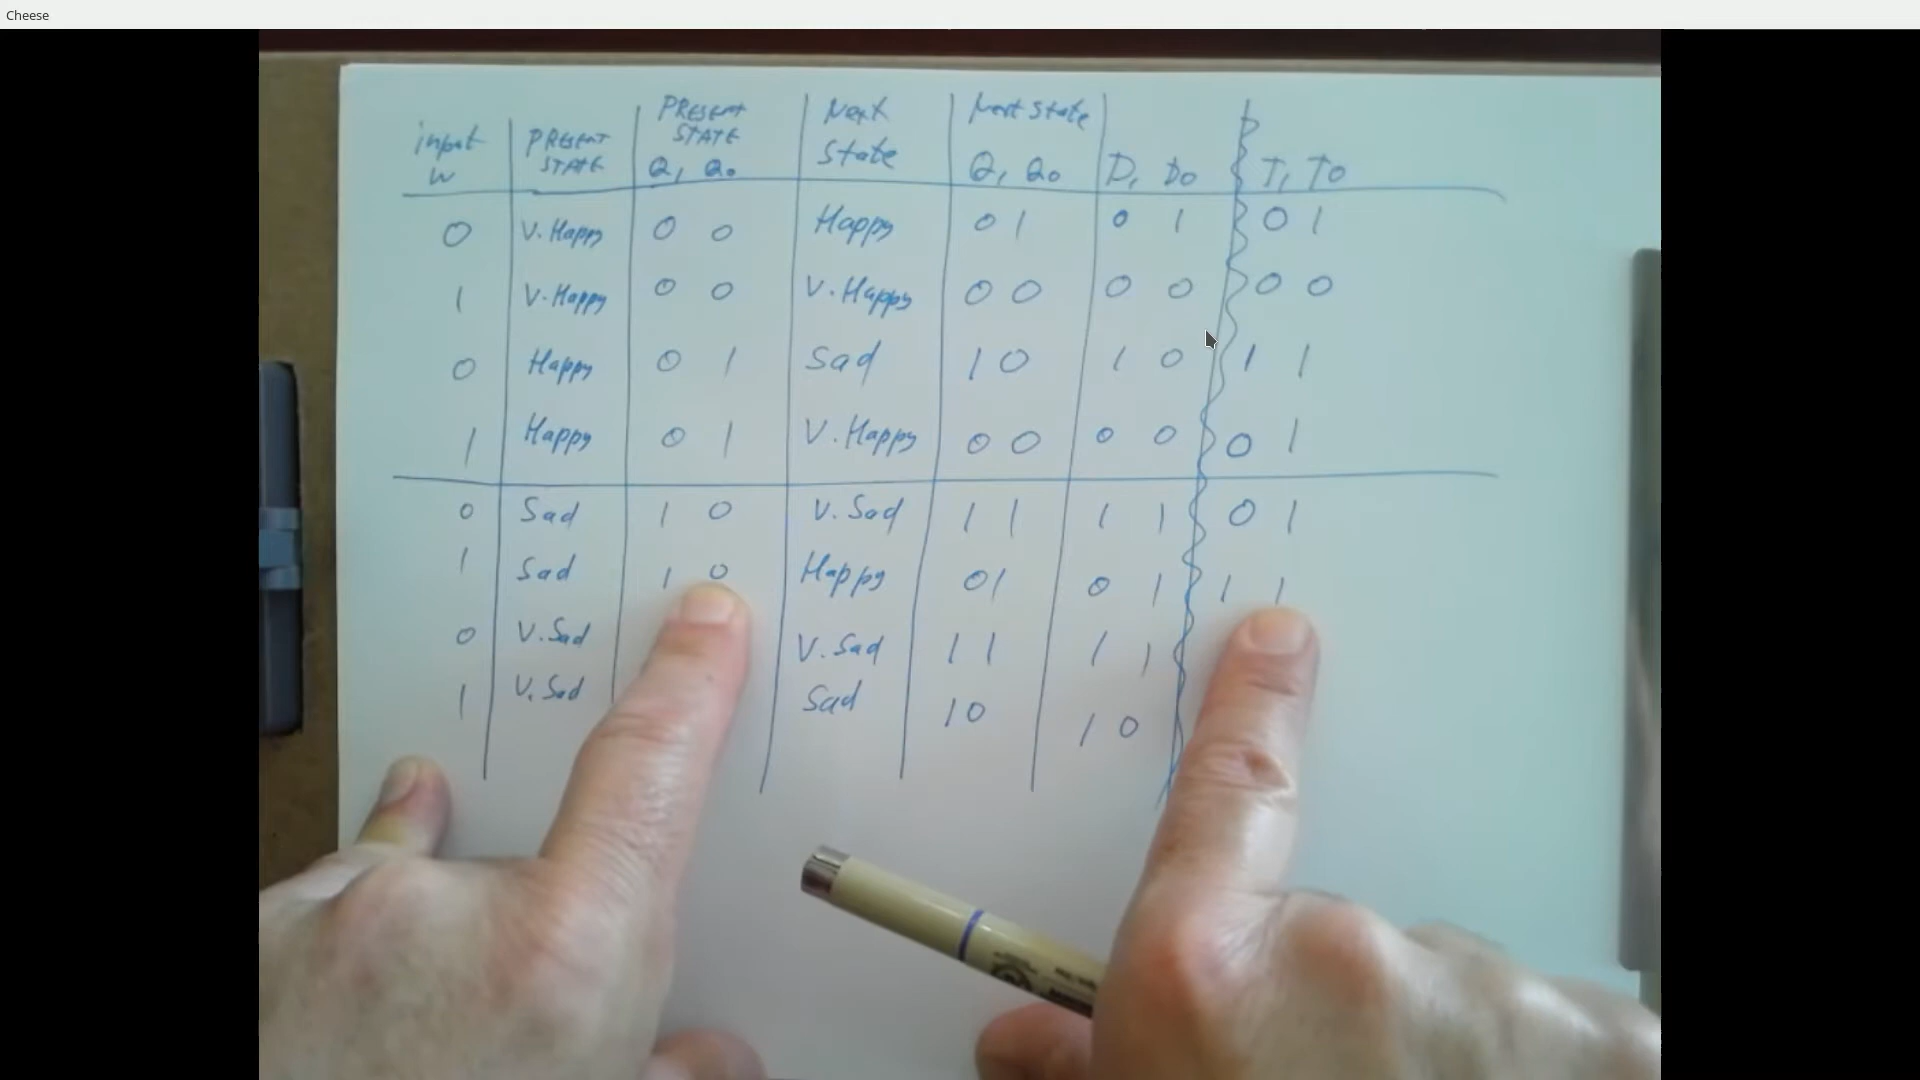 Cheese
input w | PRESENT STATE | PRESENT STATE Q1 Q0 | Next State | Next State Q1 Q0 | D1 D0 | T1 T0
0 | V.Happy | 0 0 | Happy | 0 1 | 0 1 | 0 1
1 | V.Happy | 0 0 | V.Happy | 0 0 | 0 0 | 0 0
0 | Happy | 0 1 | Sad | 1 0 | 1 0 | 1 1
1 | Happy | 0 1 | V.Happy | 0 0 | 0 0 | 0 1
0 | Sad | 1 0 | V.Sad | 1 1 | 1 1 | 0 1
1 | Sad | 1 0 | Happy | 0 1 | 0 1 | 1 1
0 | V.Sad | V.Sad | 1 1 | 1 1
1 | V.Sad | Sad | 1 0 | 1 0